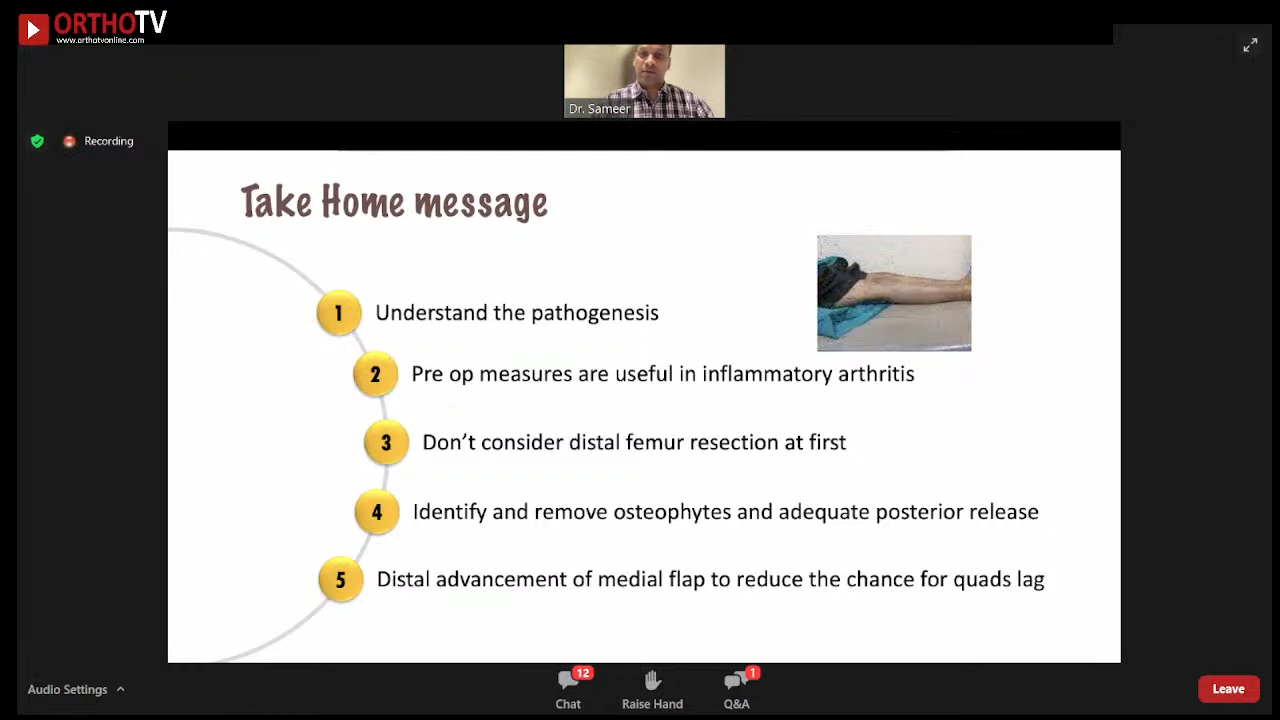 ORTHOTV
www.orthotvonline.com
Dr. Sameer
Recording
Take Home message
1 Understand the pathogenesis
2 Pre op measures are useful in inflammatory arthritis
3 Don't consider distal femur resection at first
4 Identify and remove osteophytes and adequate posterior release
5 Distal advancement of medial flap to reduce the chance for quads lag
Audio Settings
12
Chat
Raise Hand
1
Q&A
Leave